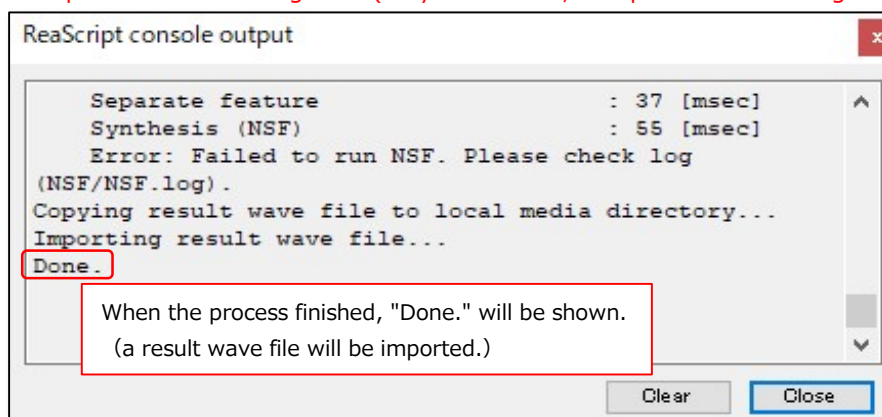 ReaScript console output
x
Separate feature : 37 [msec]
Synthesis (NSF) : 55 [msec]
Error: Failed to run NSF. Please check log
(NSF/NSF.log).
Copying result wave file to local media directory...
Importing result wave file...
Done.
When the process finished, "Done." will be shown.
(a result wave file will be imported.)
Clear
Close